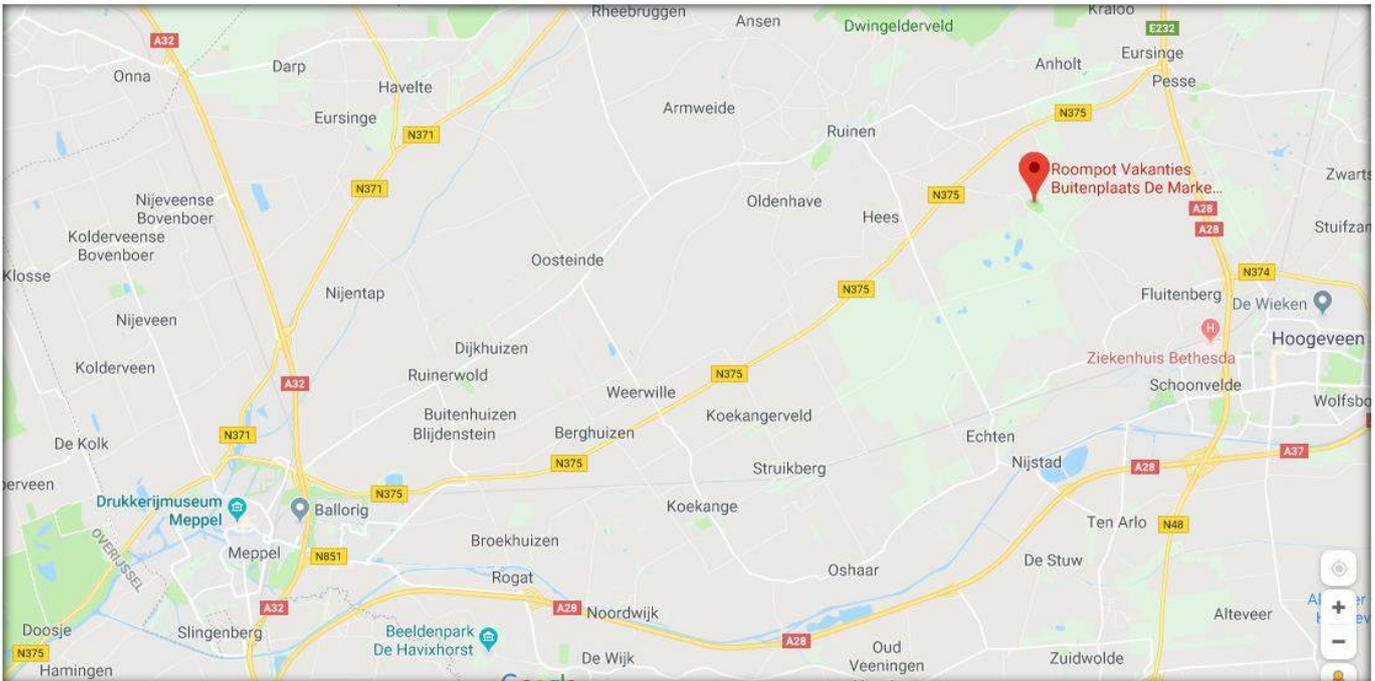 Rheebruggen
Ansen
Kraloo
Dwingelderveld
A32
E232
Onna
Darp
Eursinge
Havelte
Anholt
Pesse
Armweide
Eursinge
N375
N371
Ruinen
Roompot Vakanties
Buitenplaats De Marke...
N371
Zwarts
Nijeveense
Bovenboer
Oldenhave
N375
Hees
A28
A28
Stuifzan
Kolderveense
Bovenboer
Klosse
Oosteinde
N374
N375
Nijentap
Fluitenberg
De Wieken
Nijeveen
H
Hoogeveen
Dijkhuizen
Ziekenhuis Bethesda
Kolderveen
Ruinerwold
N375
A32
Weerwille
Schoonvelde
Wolfsbo
Buitenhuizen
Blijdenstein
Koekangerveld
N371
Berghuizen
Echten
De Kolk
A37
N375
Nijstad
A28
Struikberg
erveen
N375
Drukkerijmuseum
Meppel
Ballorig
Koekange
Ten Arlo
N48
OVERIJSSEL
Broekhuizen
Meppel
N851
De Stuw
Oshaar
Rogat
A32
A28
Noordwijk
Alteveer
Doosje
Slingenberg
Beeldenpark
De Havixhorst
A28
N375
Oud
Veeningen
De Wijk
Zuidwolde
Hamingen
Google